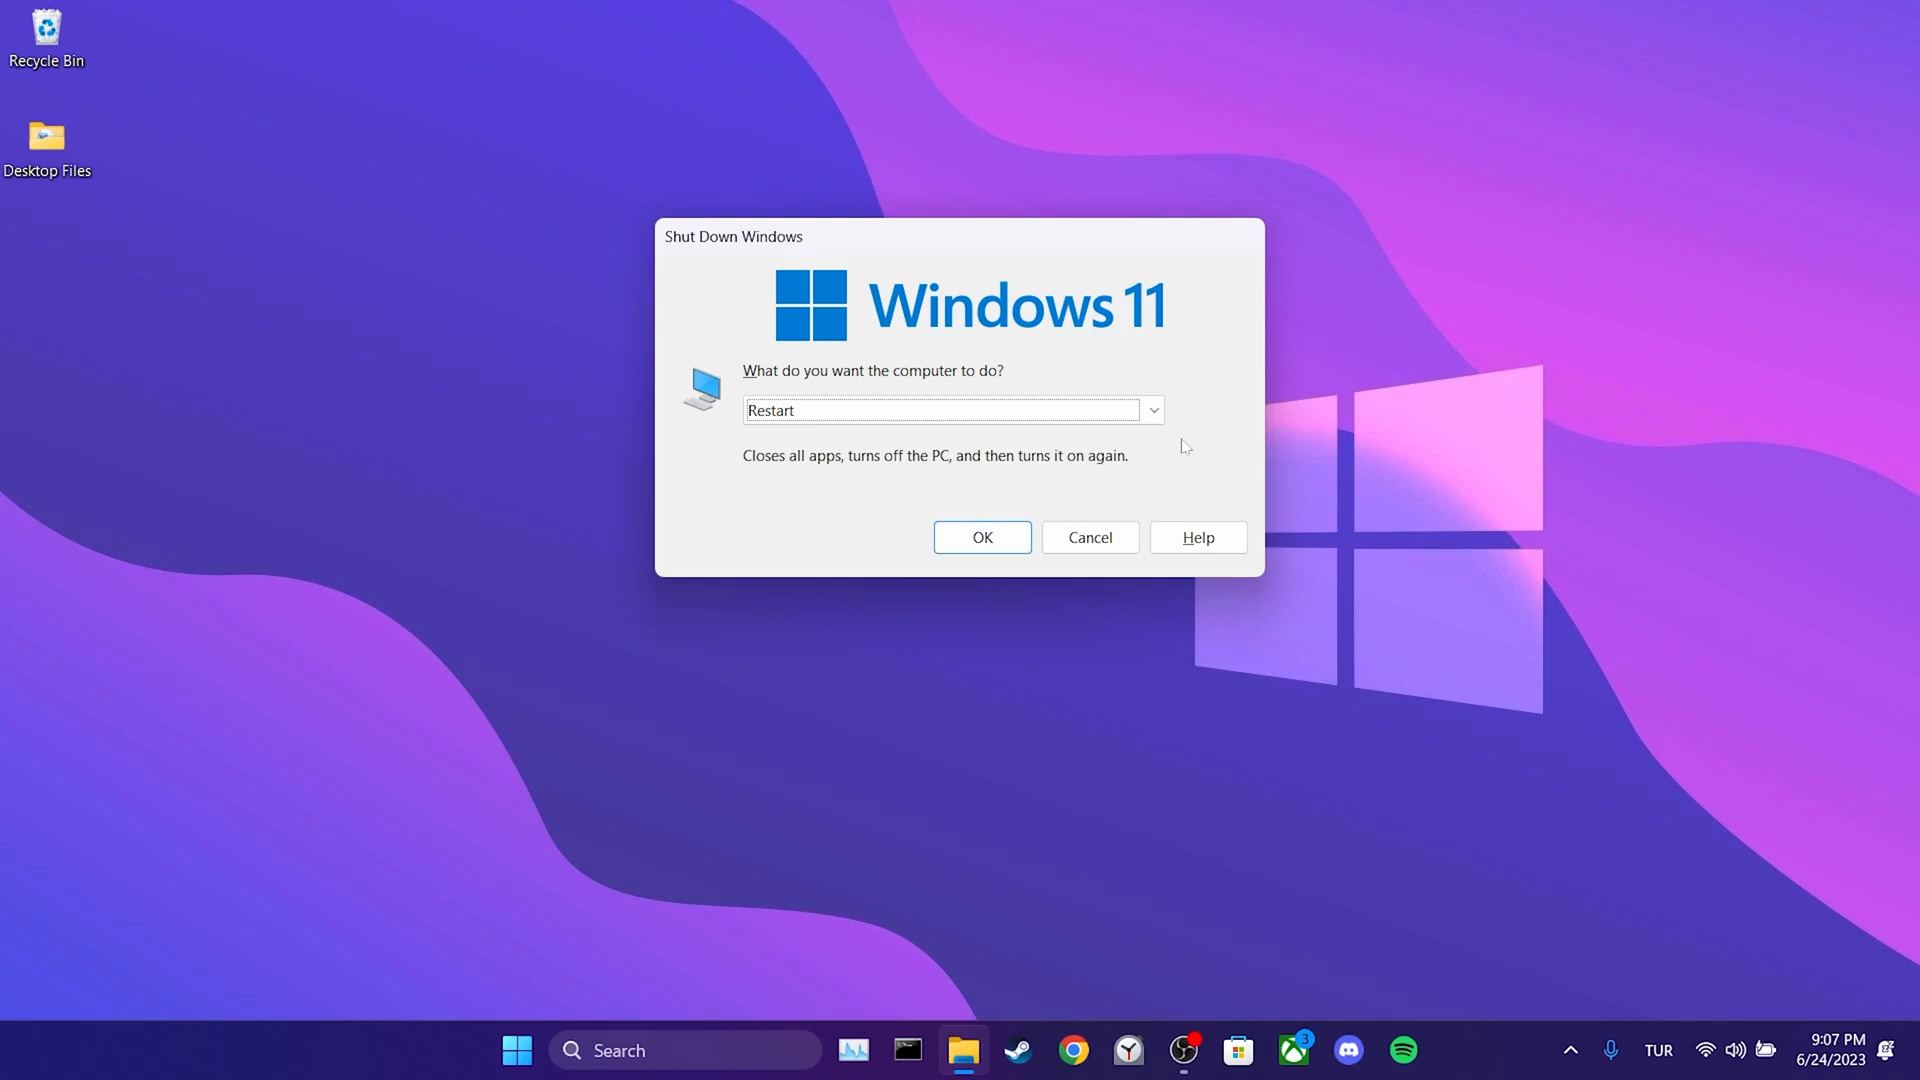 Recycle Bin
Desktop Files
Shut Down Windows
Windows 11
What do you want the computer to do?
Restart
Closes all apps, turns off the PC, and then turns it on again.
OK
Cancel
Help
Search
3
TUR
9:07 PM
6/24/2023